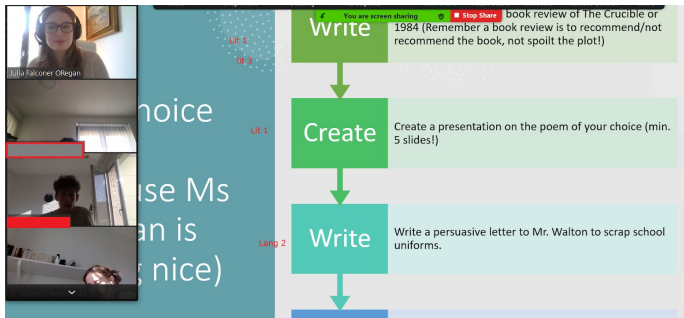 You are screen sharing
Stop Share
Julia Falconer ORegan
Lit 1
lit 2
Write
book review of The Crucible or
1984 (Remember a book review is to recommend/not
recommend the book, not spoilt the plot!)
hoice
Lit 1
Create
Create a presentation on the poem of your choice (min.
5 slides!)
use Ms
an is
nice)
Lang 2
Write
Write a persuasive letter to Mr. Walton to scrap school
uniforms.